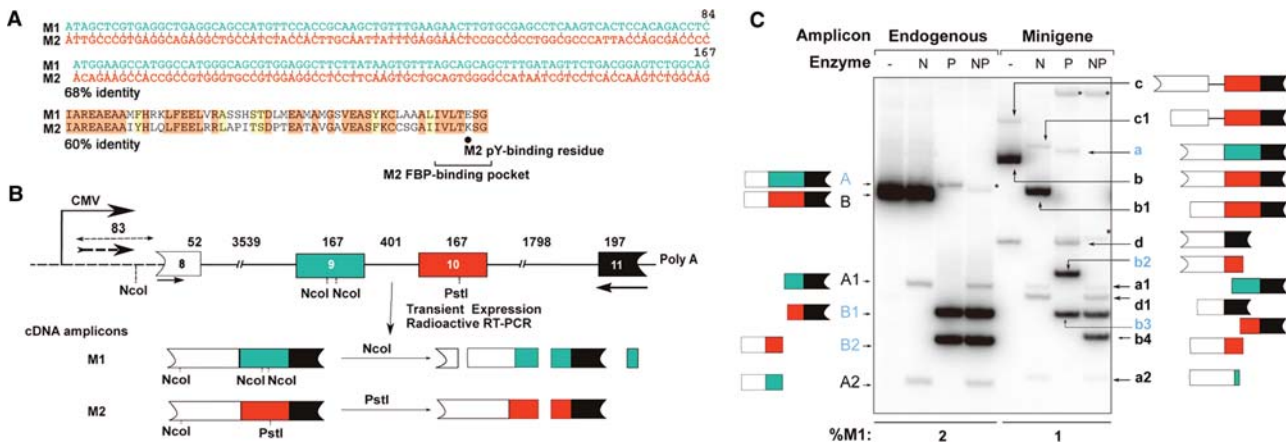 A
84
M1 ATAGCTCGTGAGGCTGAGGCAGCCATGTTCCACCGCAAGCTGTTTGAAGAACTTGTGCGAGCCTCAAGTCACTCCACAGACCTC
M2 ATTGCCCGTGAGGCAGAGGCTGCCATCTACCACTTGCAATTATTTGAGGAACTCCGCCGCCTGGCGCCCATTACCAGCGACCCC
167
M1 ATGGAAGCCATGGCCATGGGCAGCGTGGAGGCTTCTTATAAGTGTTTAGCAGCAGCTTTGATAGTTCTGACGGAGTCTGGCAG
M2 ACAGAAGCCACCGCCGTGGGTGCCGTGGAGGCCTCCTTCAAGTGCTGCAGTGGGGCCATAATCGTCCTCACCAAGTCTGGCAG
68% identity
M1 IAREAEAAMFHRKLFEELVRASSHSTDLMEAMAMGSVEASYKCLAAALIVLTESG
M2 IAREAEAAIYHLQLFEELRRLAPITSDPTEATAVGAVEASFKCCSGAIIVLTKSG
60% identity
M2 pY-binding residue
M2 FBP-binding pocket
B
CMV
83
52 3539 167 401 167 1798 197
8 9 10 11 Poly A
NcoI NcoI NcoI PstI
Transient Expression
Radioactive RT-PCR
cDNA amplicons
M1 NcoI
NcoI NcoI NcoI
M2 PstI
NcoI PstI
C
Amplicon Endogenous Minigene
Enzyme - N P NP - N P NP
A
B
A1
B1
B2
A2
c
c1
a
b
b1
d
b2
a1
d1
b3
b4
a2
%M1: 2 1